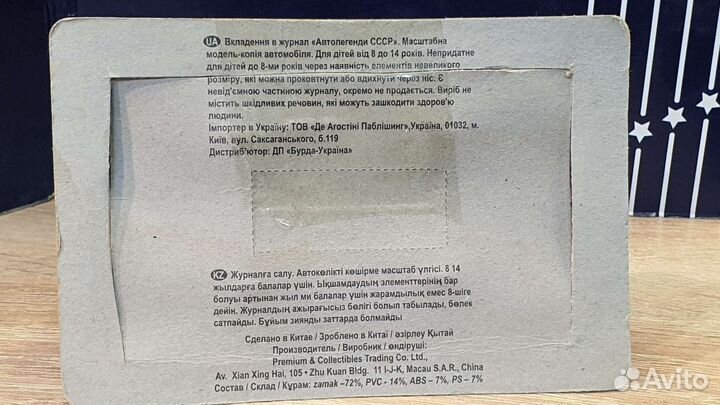 UA Вкладення в журнал «Автолегенди СССР». Масштабна
модель-копія автомобіля. Для дітей від 8 до 14 років. Непридатне
для дітей до 8-ми років через наявність елементів невеликого
розміру, які можна проковтнути або вдихнути через ніс. Є
невід'ємною частиною журналу, окремо не продається. Виріб не
містить шкідливих речовин, які можуть зашкодити здоров'ю
людини.
Імпортер в Україну: ТОВ «Де Агостіні Паблішинг»,Україна, 01032, м.
Київ, вул. Саксаганського, б.119
Дистриб'ютор: ДП «Бурда-Україна»
KZ Журналға салу. Автокөлікті көшірме масштаб үлгісі. 8 14
жылдарға балалар үшін. Ықшамдаудың элементтерінің бар
болуы артынан жыл ми балалар үшін жарамдылық емес 8-шіге
дейін. Журналдың ажырағысыз бөлігі болып табылады, бөлек
сатпайды. Бұйым зиянды заттарда болмайды
Сделано в Китае / Зроблено в Китаї / әзірлеу Қытай
Производитель / Виробник / өндіруші:
Premium & Collectibles Trading Co. Ltd.,
Av. Xian Xing Hai, 105 • Zhu Kuan Bldg. 11 I-J-K, Macau S.A.R., China
Состав / Склад / Құрам: zamak –72%, PVC - 14%, ABS – 7%, PS – 7%
Avito